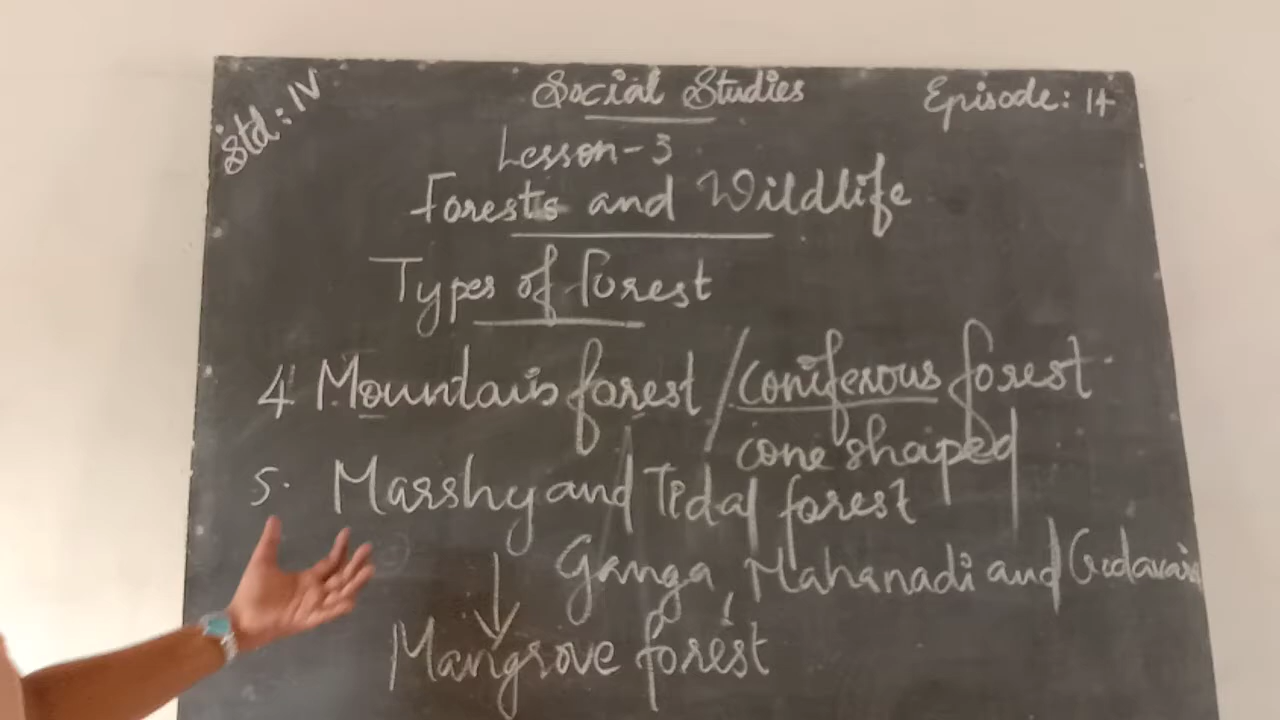 Std: IV
Social Studies
Episode: 14
Lesson-3
Forests and Wildlife
Types of Forest
4 Mountain forest / coniferous forest
cone shaped
5. Marshy and Tidal forest
Ganga, Mahanadi and Godavari
Mangrove forest